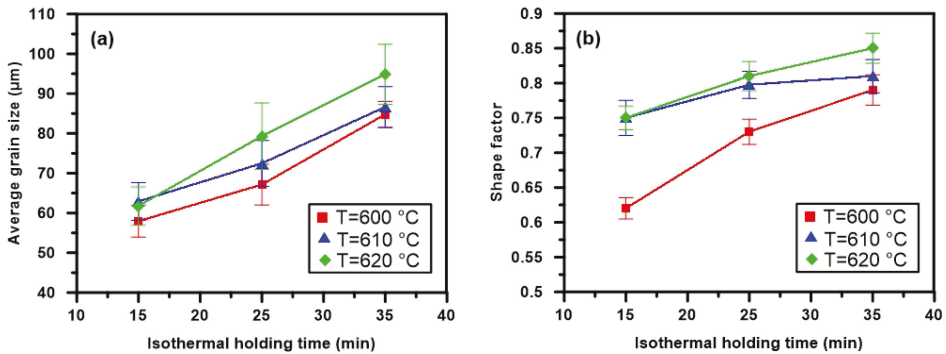 (a)
Average grain size (μm)
110
100
90
80
70
60
50
40
10
15
20
25
30
35
40
Isothermal holding time (min)
T=600 °C
T=610 °C
T=620 °C
(b)
Shape factor
0.9
0.85
0.8
0.75
0.7
0.65
0.6
0.55
0.5
10
15
20
25
30
35
40
Isothermal holding time (min)
T=600 °C
T=610 °C
T=620 °C